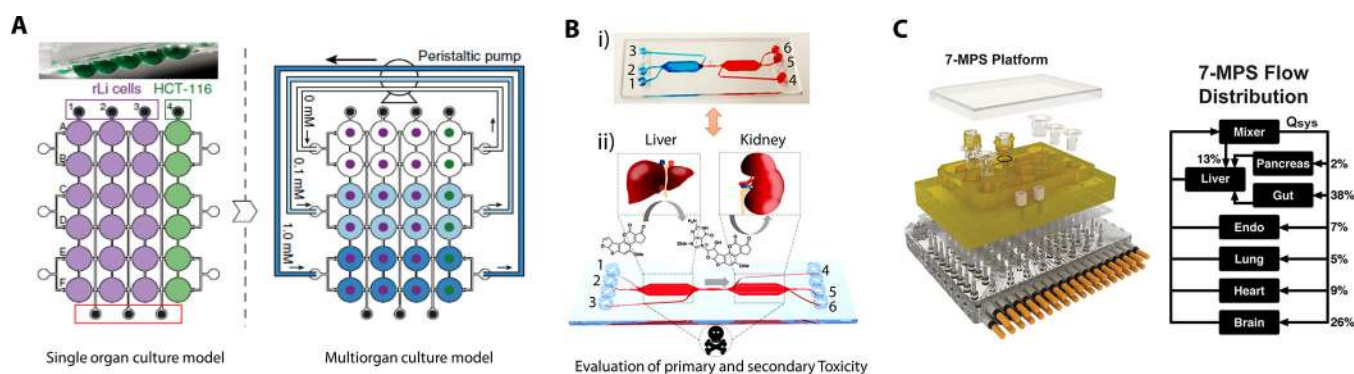 A
rLi cells HCT-116
1 2 3 4
A
B
C
D
E
F
Single organ culture model
Peristaltic pump
0 mM
0.1 mM
1.0 mM
Multiorgan culture model
B
i)
3
2
1
6
5
4
ii)
Liver
Kidney
1
2
3
4
5
6
Evaluation of primary and secondary Toxicity
C
7-MPS Platform
7-MPS Flow
Distribution
Qsys
Mixer
13%
Pancreas 2%
Liver
Gut 38%
Endo 7%
Lung 5%
Heart 9%
Brain 26%